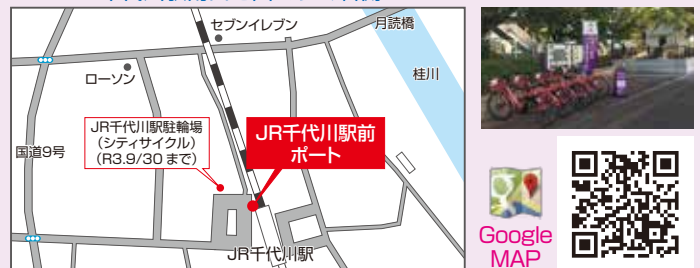 セブンイレブン
月読橋
ローソン
桂川
JR千代川駅駐輪場
(シティサイクル)
(R3.9/30まで)
JR千代川駅前
ポート
国道9号
JR千代川駅
Google
MAP